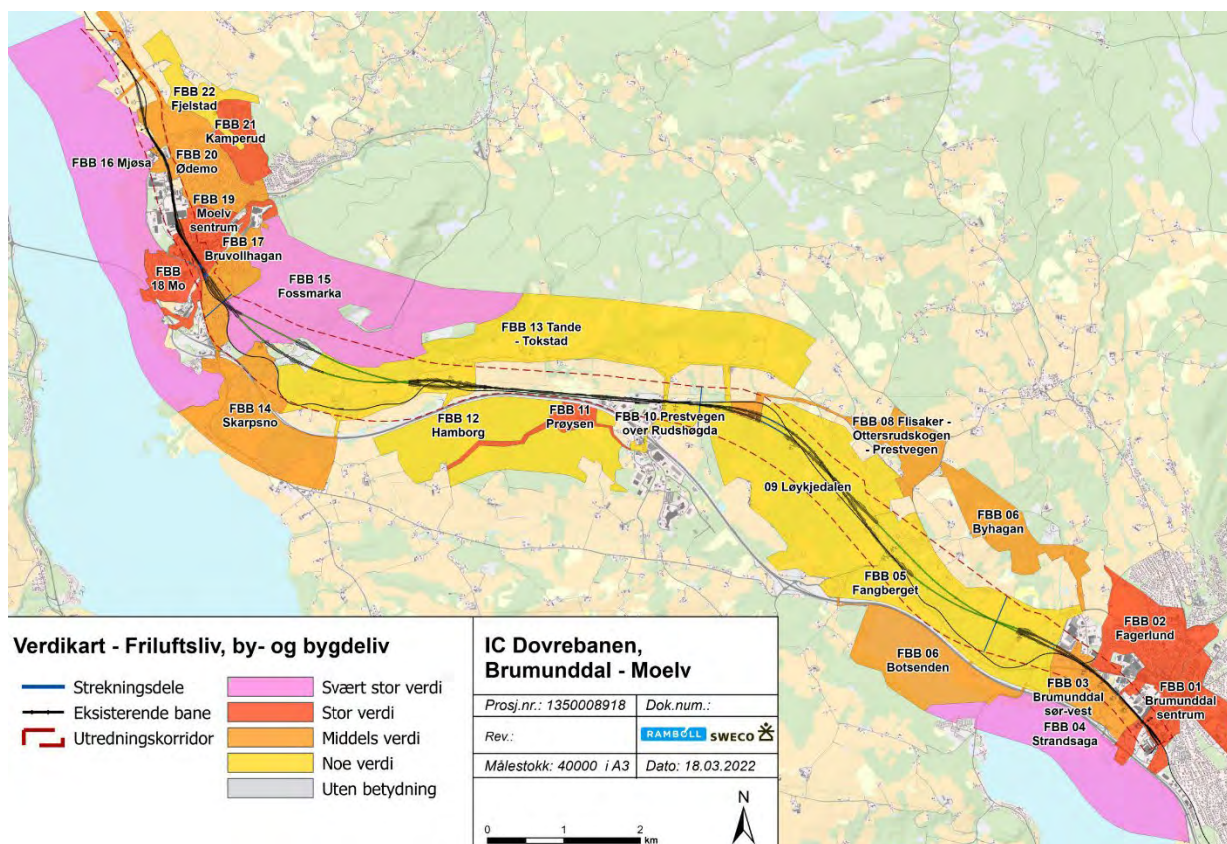 FBB 22
Fjelstad
FBB 21
Kamperud
FBB 16 Mjøsa
FBB 20
Ødemo
FBB 19
Moelv
sentrum
FBB 17
Bruvollhagan
FBB
18 Mo
FBB 15
Fossmarka
FBB 13 Tande
- Tokstad
FBB 14
Skarpsno
FBB 12
Hamborg
FBB 11
Prøysen
FBB 10 Prestvegen
over Rudshøgda
FBB 08 Flisaker -
Ottersrudskogen
- Prestvegen
09 Løykjedalen
FBB 06
Byhagan
FBB 05
Fangberget
FBB 02
Fagerlund
FBB 06
Botsenden
FBB 03
Brumunddal
sør-vest
FBB 01
Brumunddal
sentrum
FBB 04
Strandsaga
Verdikart - Friluftsliv, by- og bygdeliv
Strekningsdele
Eksisterende bane
Utredningskorridor
Svært stor verdi
Stor verdi
Middels verdi
Noe verdi
Uten betydning
IC Dovrebanen,
Brumunddal - Moelv
Prosj.nr.: 1350008918
Dok.num.:
Rev.:
RAMBOLL SWECO
Målestokk: 40000 i A3
Dato: 18.03.2022
N
0 1 2
km